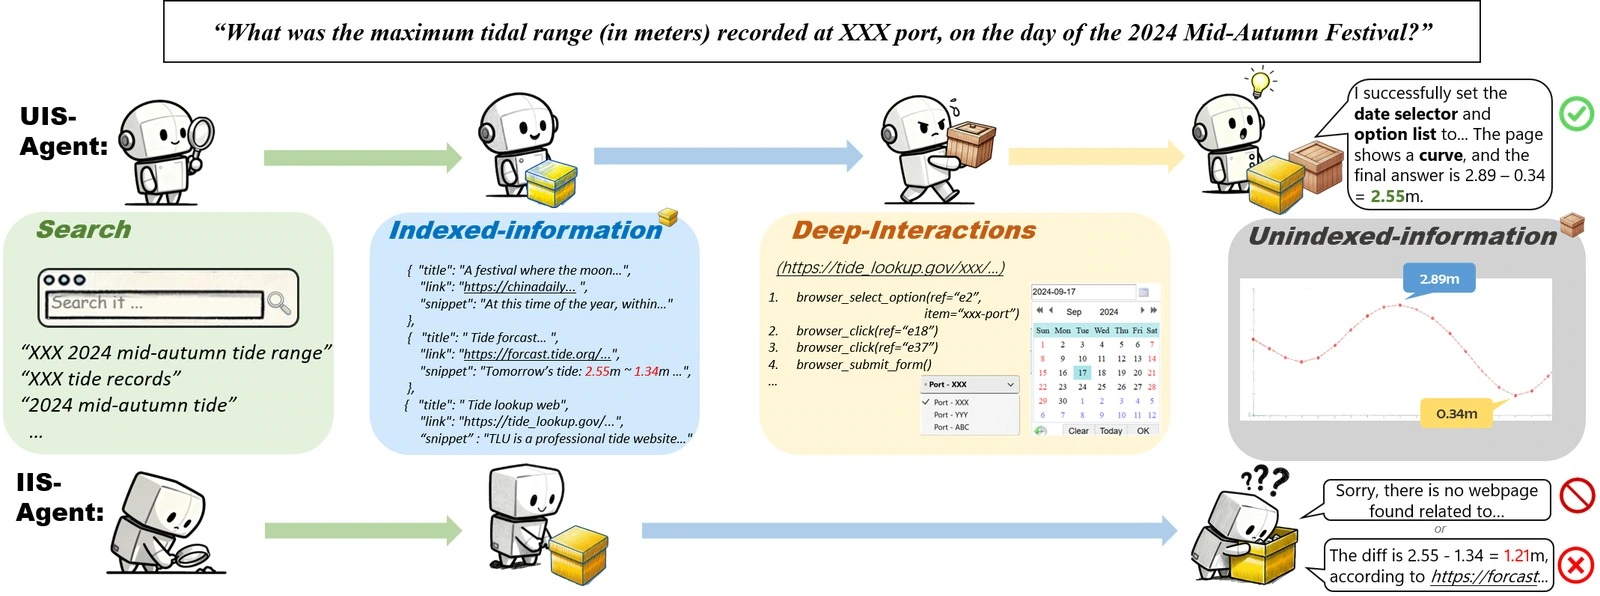 “What was the maximum tidal range (in meters) recorded at XXX port, on the day of the 2024 Mid-Autumn Festival?”
UIS-
Agent:
I successfully set the
date selector and
option list to... The page
shows a curve, and the
final answer is 2.89 – 0.34
= 2.55m.
Search
Search it ...
“XXX 2024 mid-autumn tide range”
“XXX tide records”
“2024 mid-autumn tide”
...
Indexed-information
{ "title": "A festival where the moon...",
"link": "https://chinadaily... ",
"snippet": "At this time of the year, within..."
},
{ "title": " Tide forcast... ",
"link": "https://forcast.tide.org/...",
"snippet": "Tomorrow’s tide: 2.55m ~ 1.34m ...",
},
{ "title": " Tide lookup web",
"link": "https://tide_lookup.gov/...",
“snippet” : "TLU is a professional tide website..."
Deep-Interactions
(https://tide_lookup.gov/xxx/...)
1. browser_select_option(ref=“e2”,
item=“xxx-port”)
2. browser_click(ref=“e18”)
3. browser_click(ref=“e37”)
4. browser_submit_form()
...
2024-09-17
Sep 2024
Sun Mon Tue Wed Thu Fri Sat
1 2 3 4 5 6 7
8 9 10 11 12 13 14
15 16 17 18 19 20 21
22 23 24 25 26 27 28
29 30 1 2 3 4 5
6 7 8 9 10 11 12
Clear Today OK
- Port - XXX
✓ Port - XXX
Port - YYY
Port - ABC
Unindexed-information
2.89m
0.34m
IIS-
Agent:
???
Sorry, there is no webpage
found related to...
or
The diff is 2.55 - 1.34 = 1.21m,
according to https://forcast...